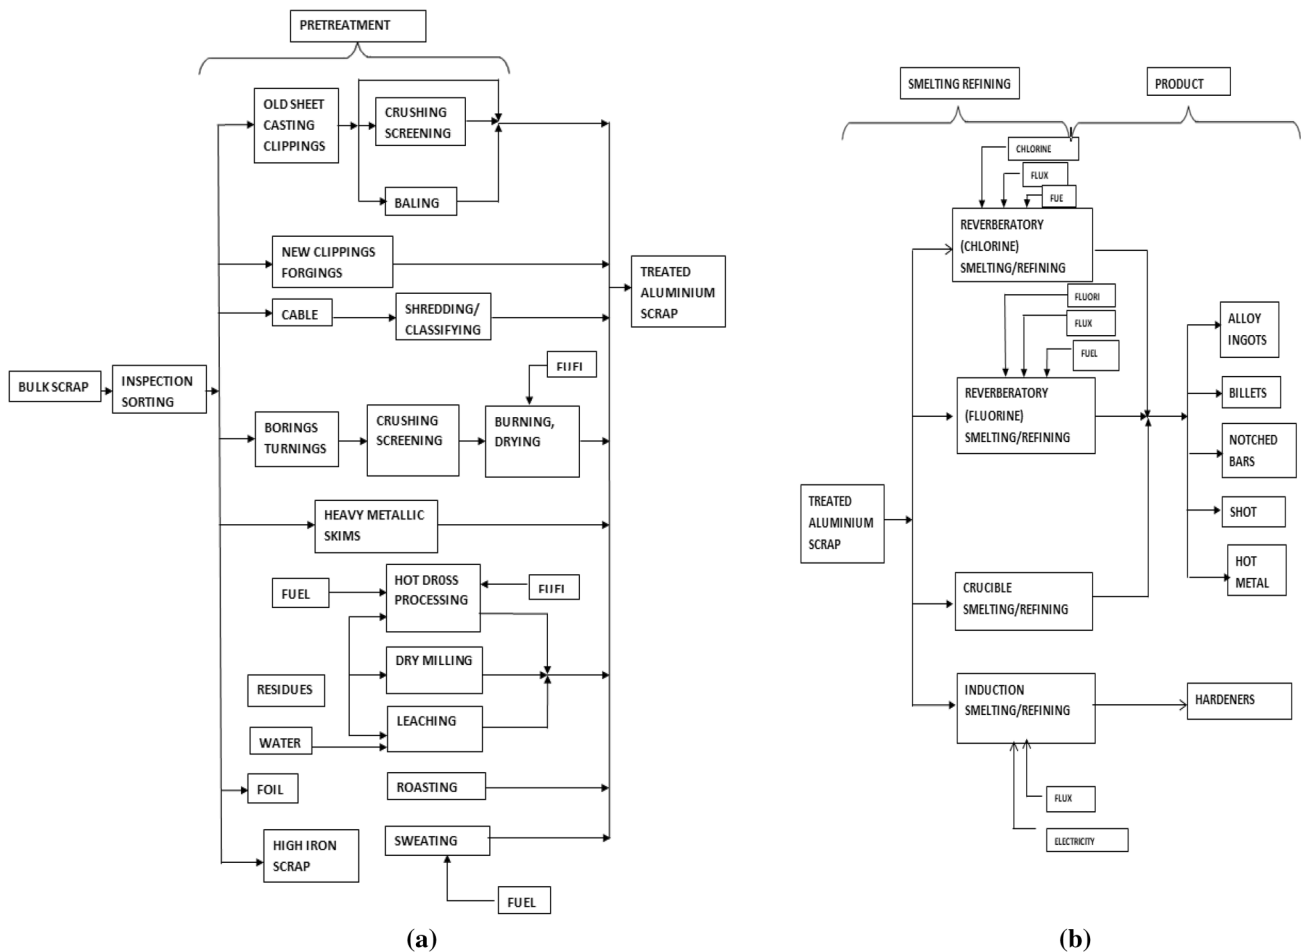 PRETREATMENT
OLD SHEET
CASTING
CLIPPINGS
CRUSHING
SCREENING
BALING
NEW CLIPPINGS
FORGINGS
CABLE
SHREDDING/
CLASSIFYING
TREATED
ALUMINIUM
SCRAP
BULK SCRAP
INSPECTION
SORTING
BORINGS
TURNINGS
CRUSHING
SCREENING
BURNING,
DRYING
HEAVY METALLIC
SKIMS
FUEL
HOT DROSS
PROCESSING
DRY MILLING
RESIDUES
LEACHING
WATER
FOIL
ROASTING
HIGH IRON
SCRAP
SWEATING
FUEL
(a)
SMELTING REFINING
PRODUCT
CHLORINE
FLUX
FUE
REVERBERATORY
(CHLORINE)
SMELTING/REFINING
FLUORI
FLUX
FUEL
REVERBERATORY
(FLUORINE)
SMELTING/REFINING
ALLOY
INGOTS
BILLETS
NOTCHED
BARS
SHOT
HOT
METAL
TREATED
ALUMINIUM
SCRAP
CRUCIBLE
SMELTING/REFINING
INDUCTION
SMELTING/REFINING
HARDENERS
FLUX
ELECTRICITY
(b)